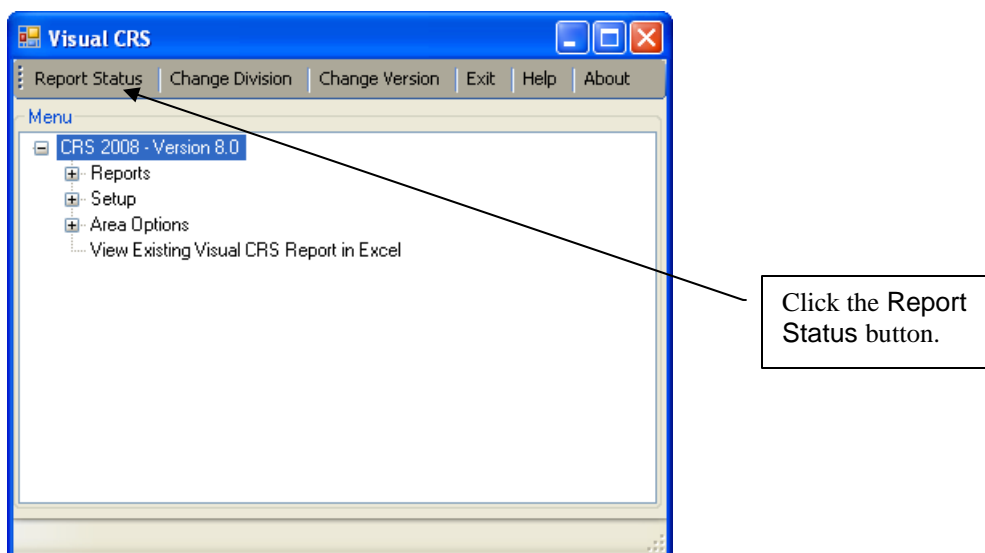 Visual CRS
Report Status Change Division Change Version Exit Help About
Menu
CRS 2008 - Version 8.0
Reports
Setup
Area Options
View Existing Visual CRS Report in Excel
Click the Report
Status button.